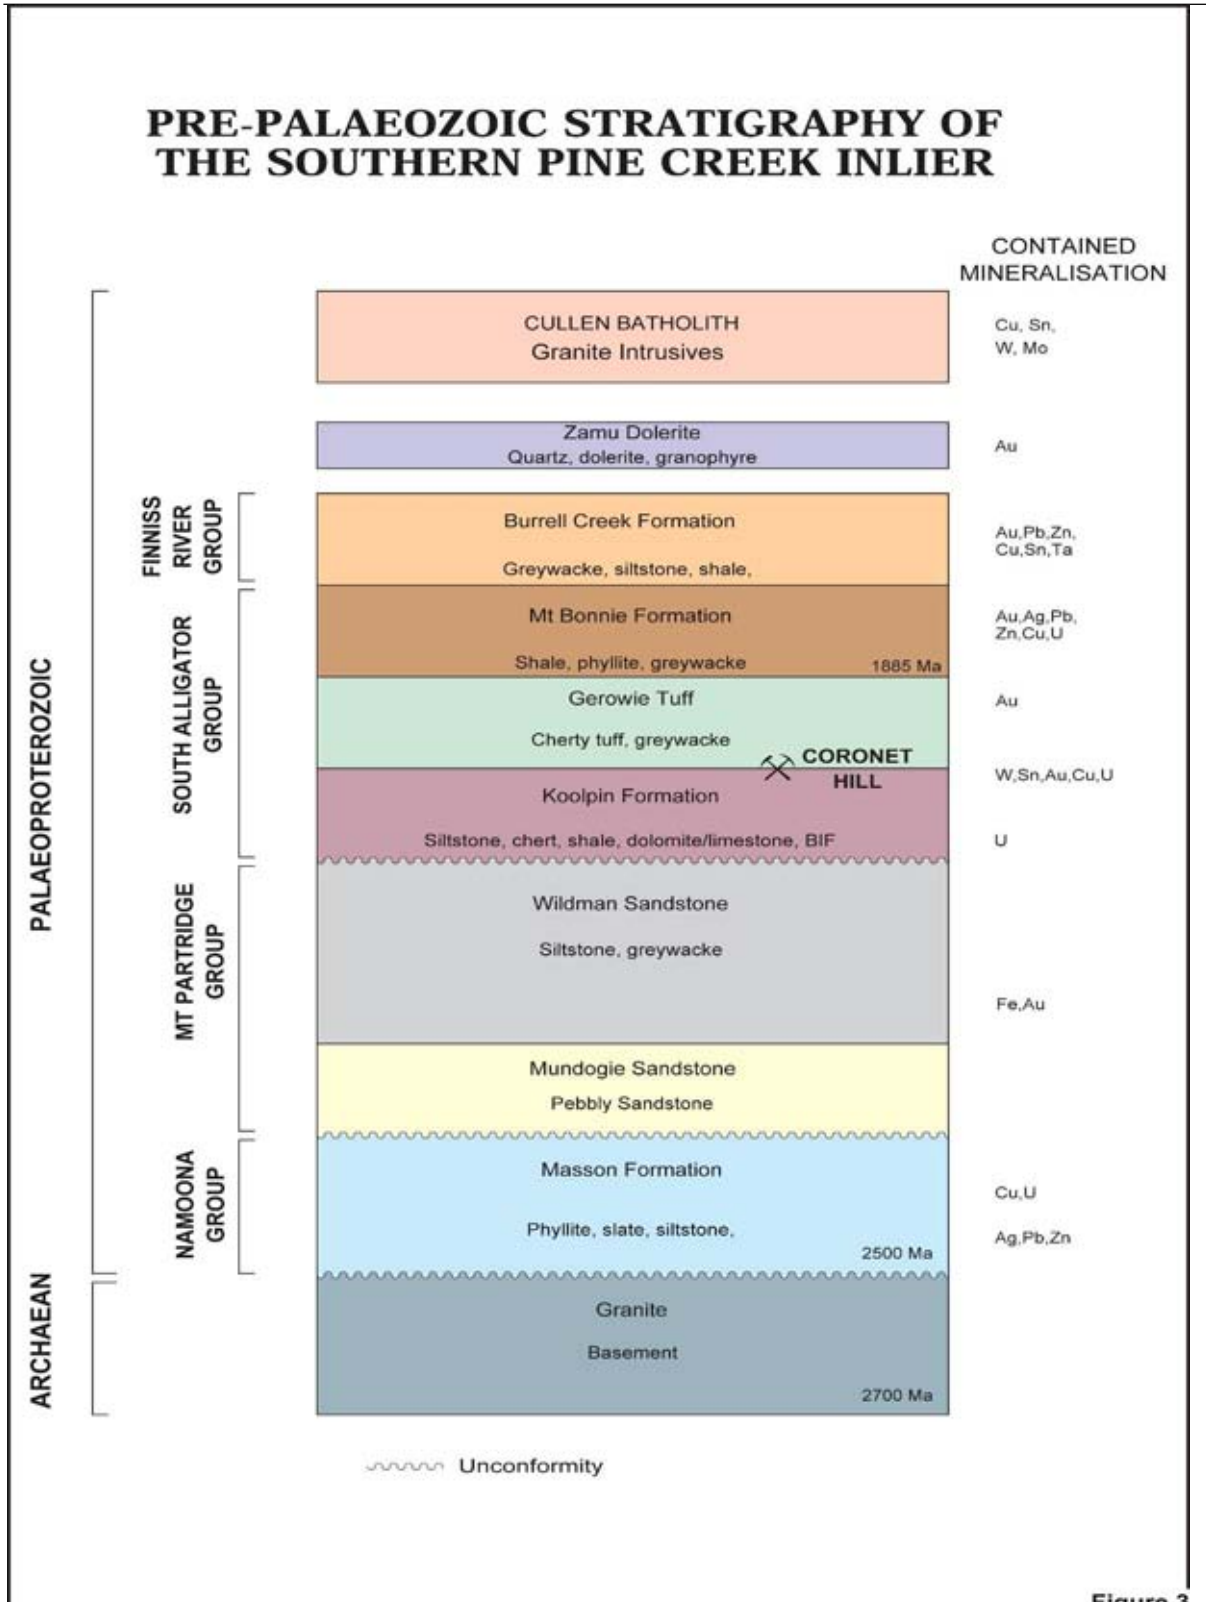 PRE-PALAEOZOIC STRATIGRAPHY OF
THE SOUTHERN PINE CREEK INLIER
CONTAINED
MINERALISATION
CULLEN BATHOLITH
Granite Intrusives
Cu, Sn,
W, Mo
Zamu Dolerite
Quartz, dolerite, granophyre
Au
FINNISS
RIVER
GROUP
Burrell Creek Formation
Greywacke, siltstone, shale,
Au,Pb,Zn,
Cu,Sn,Ta
PALAEOPROTEROZOIC
SOUTH ALLIGATOR
GROUP
Mt Bonnie Formation
Shale, phyllite, greywacke
1885 Ma
Au,Ag,Pb,
Zn,Cu,U
Gerowie Tuff
Cherty tuff, greywacke
Au
CORONET
HILL
W,Sn,Au,Cu,U
Koolpin Formation
Siltstone, chert, shale, dolomite/limestone, BIF
U
MT PARTRIDGE
GROUP
Wildman Sandstone
Siltstone, greywacke
Fe,Au
Mundogie Sandstone
Pebbly Sandstone
NAMOONA
GROUP
Masson Formation
Phyllite, slate, siltstone,
2500 Ma
Cu,U
Ag,Pb,Zn
ARCHAEAN
Granite
Basement
2700 Ma
Unconformity
Figure 3